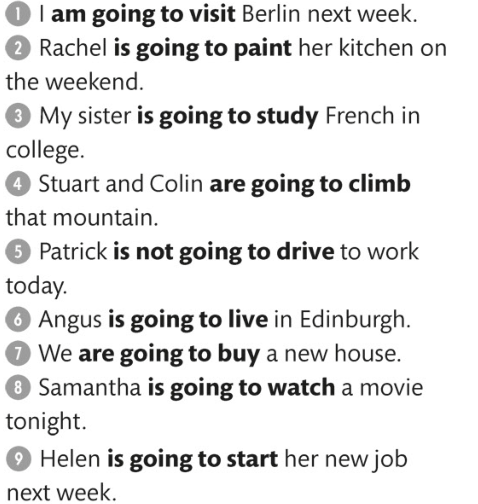 1 I am going to visit Berlin next week.
2 Rachel is going to paint her kitchen on
the weekend.
3 My sister is going to study French in
college.
4 Stuart and Colin are going to climb
that mountain.
5 Patrick is not going to drive to work
today.
6 Angus is going to live in Edinburgh.
7 We are going to buy a new house.
8 Samantha is going to watch a movie
tonight.
9 Helen is going to start her new job
next week.